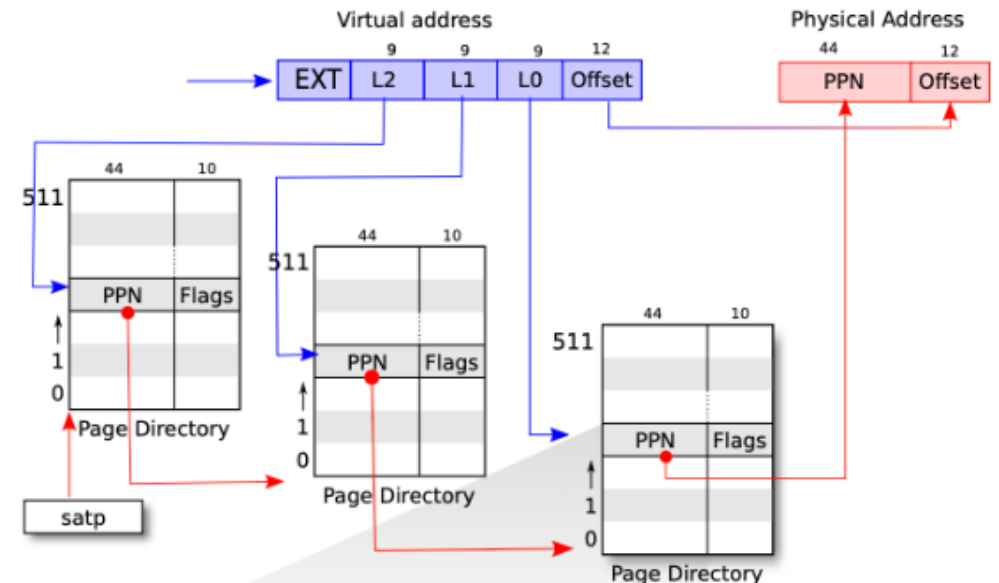 Virtual address
Physical Address
9 9 9 12
44 12
EXT L2 L1 L0 Offset
PPN Offset
44 10
511
PPN Flags
1
0
Page Directory
satp
44 10
511
PPN Flags
1
0
Page Directory
44 10
511
PPN Flags
1
0
Page Directory